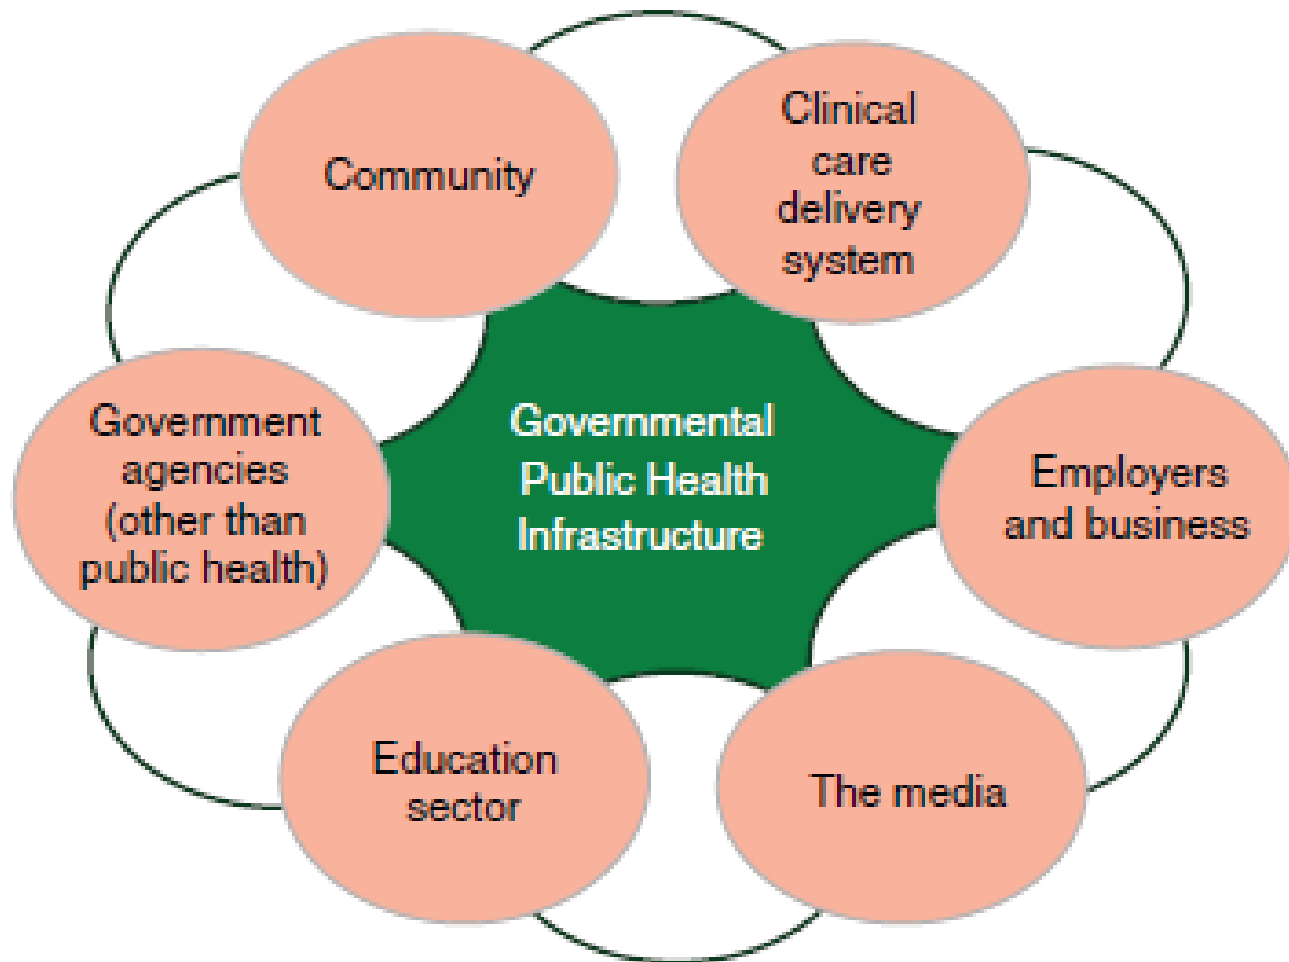 Community
Clinical
care
delivery
system
Government
agencies
(other than
public health)
Governmental
Public Health
Infrastructure
Employers
and business
Education
sector
The media